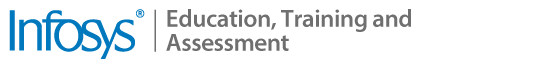 Infosys® | Education, Training and
Assessment